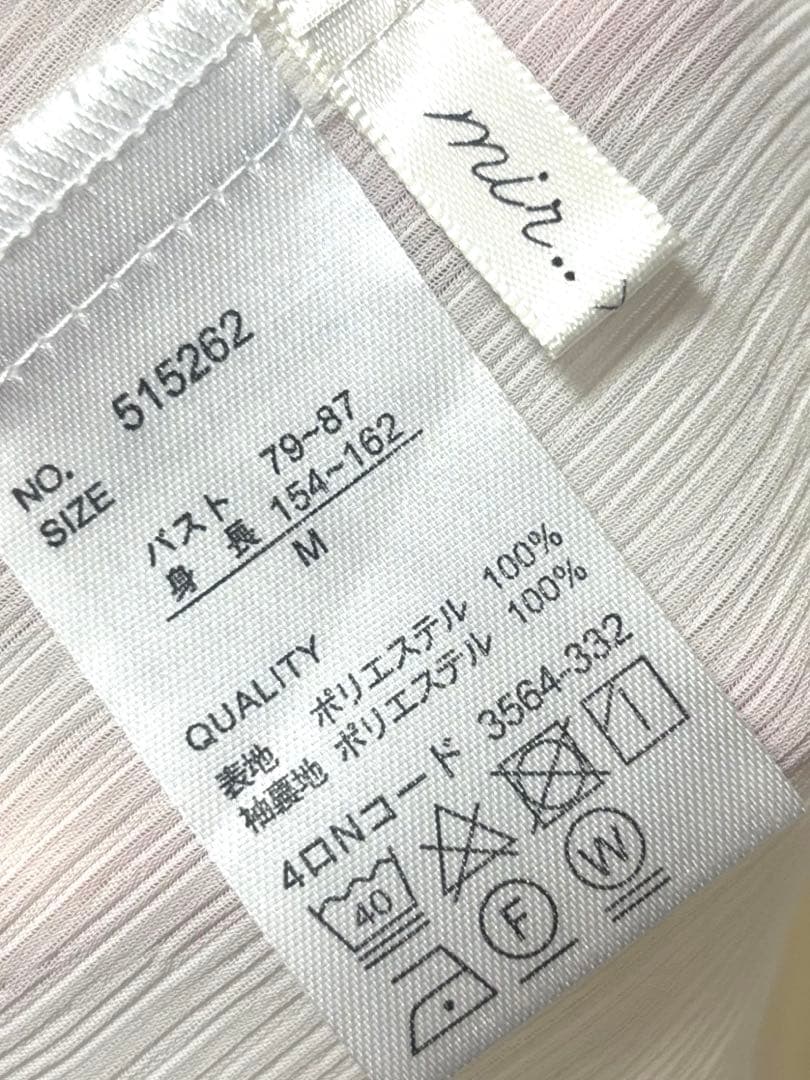 mir..
NO. 515262
SIZE
バスト 79~87
身長 154~162
M
QUALITY
表地 ポリエステル 100%
袖裏地 ポリエステル 100%
4口Nコード 3564-332
40
F
W